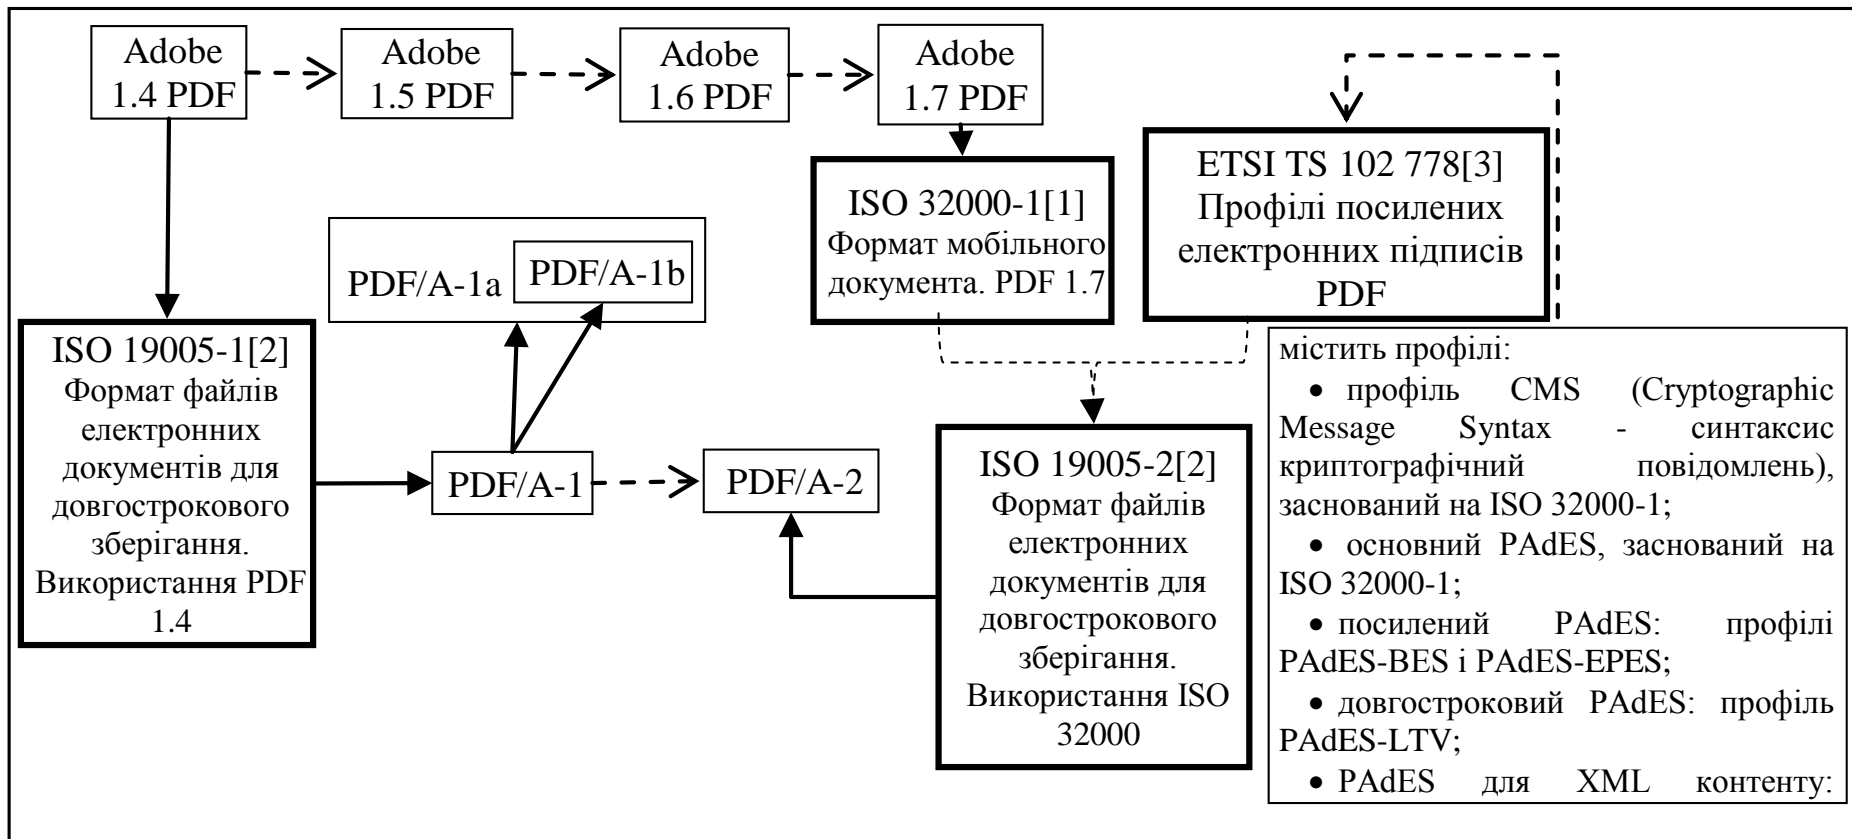 Adobe
1.4 PDF
Adobe
1.5 PDF
Adobe
1.6 PDF
Adobe
1.7 PDF
ISO 32000-1[1]
Формат мобільного
документа. PDF 1.7
ETSI TS 102 778[3]
Профілі посилених
електронних підписів
PDF
PDF/A-1a
PDF/A-1b
ISO 19005-1[2]
Формат файлів
електронних
документів для
довгострокового
зберігання.
Використання PDF
1.4
PDF/A-1
PDF/A-2
ISO 19005-2[2]
Формат файлів
електронних
документів для
довгострокового
зберігання.
Використання ISO
32000
містить профілі:
• профіль CMS (Cryptographic
Message Syntax - синтаксис
криптографічний повідомлень),
заснований на ISO 32000-1;
• основний PAdES, заснований на
ISO 32000-1;
• посилений PAdES: профілі
PAdES-BES і PAdES-EPES;
• довгостроковий PAdES: профіль
PAdES-LTV;
• PAdES для XML контенту: